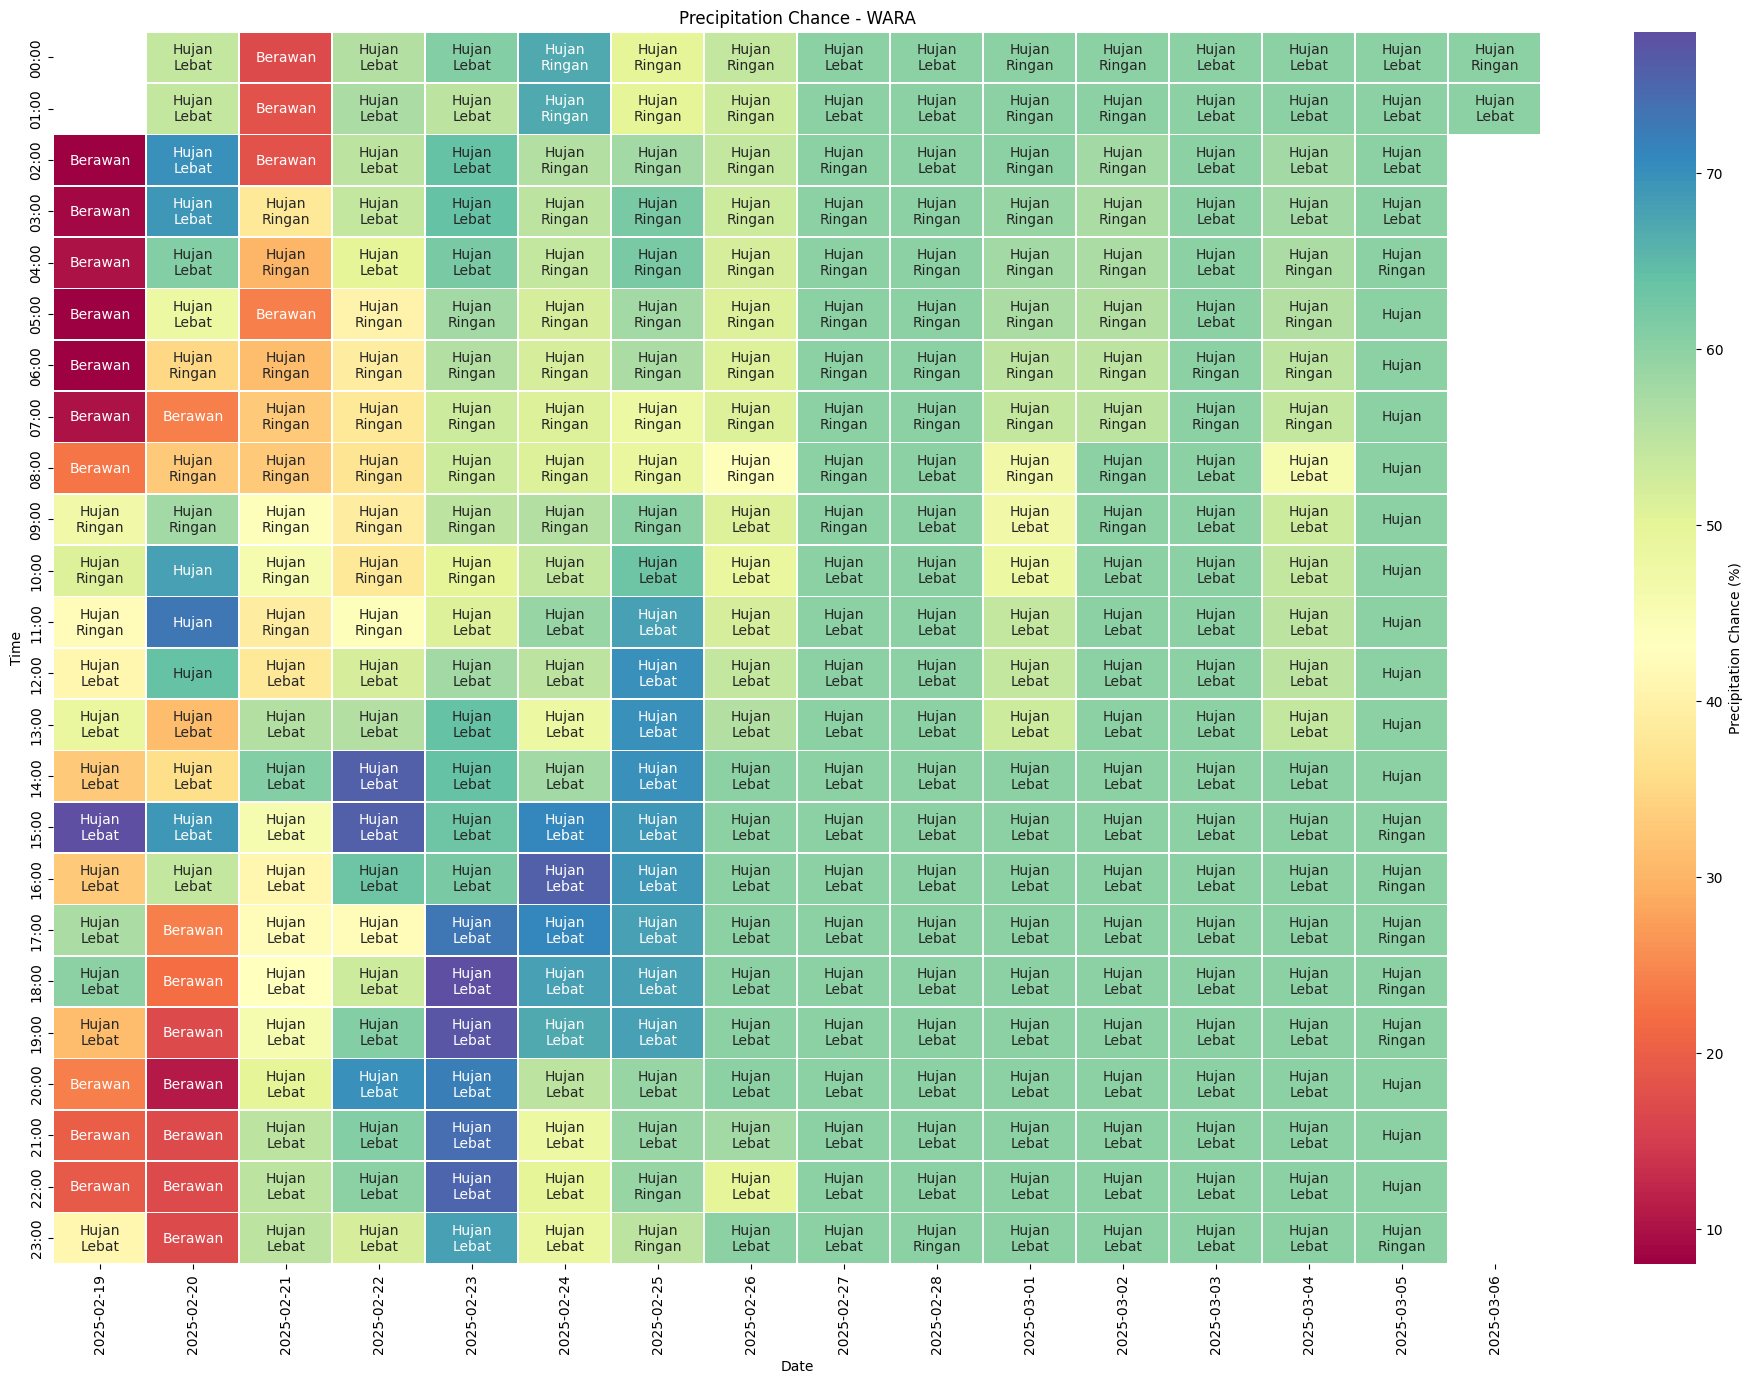 Precipitation Chance - WARA
00:00 Hujan Lebat Berawan Hujan Lebat Hujan Lebat Hujan Ringan Hujan Ringan Hujan Ringan Hujan Lebat Hujan Lebat Hujan Ringan Hujan Ringan Hujan Lebat Hujan Lebat Hujan Lebat Hujan Ringan
01:00 Hujan Lebat Berawan Hujan Lebat Hujan Lebat Hujan Ringan Hujan Ringan Hujan Ringan Hujan Lebat Hujan Lebat Hujan Ringan Hujan Ringan Hujan Lebat Hujan Lebat Hujan Lebat Hujan Lebat
02:00 Berawan Hujan Lebat Berawan Hujan Lebat Hujan Lebat Hujan Ringan Hujan Ringan Hujan Ringan Hujan Ringan Hujan Lebat Hujan Ringan Hujan Ringan Hujan Lebat Hujan Lebat Hujan Lebat
03:00 Berawan Hujan Lebat Hujan Ringan Hujan Lebat Hujan Lebat Hujan Ringan Hujan Ringan Hujan Ringan Hujan Ringan Hujan Ringan Hujan Ringan Hujan Ringan Hujan Lebat Hujan Lebat Hujan Lebat
04:00 Berawan Hujan Lebat Hujan Ringan Hujan Lebat Hujan Lebat Hujan Ringan Hujan Ringan Hujan Ringan Hujan Ringan Hujan Ringan Hujan Ringan Hujan Ringan Hujan Lebat Hujan Ringan Hujan Ringan
05:00 Berawan Hujan Lebat Berawan Hujan Ringan Hujan Ringan Hujan Ringan Hujan Ringan Hujan Ringan Hujan Ringan Hujan Ringan Hujan Ringan Hujan Ringan Hujan Lebat Hujan Ringan Hujan
06:00 Berawan Hujan Ringan Hujan Ringan Hujan Ringan Hujan Ringan Hujan Ringan Hujan Ringan Hujan Ringan Hujan Ringan Hujan Ringan Hujan Ringan Hujan Ringan Hujan Ringan Hujan Ringan Hujan
07:00 Berawan Berawan Hujan Ringan Hujan Ringan Hujan Ringan Hujan Ringan Hujan Ringan Hujan Ringan Hujan Ringan Hujan Ringan Hujan Ringan Hujan Ringan Hujan Ringan Hujan Ringan Hujan
08:00 Berawan Hujan Ringan Hujan Ringan Hujan Ringan Hujan Ringan Hujan Ringan Hujan Ringan Hujan Ringan Hujan Ringan Hujan Lebat Hujan Ringan Hujan Ringan Hujan Lebat Hujan Lebat Hujan
09:00 Hujan Ringan Hujan Ringan Hujan Ringan Hujan Ringan Hujan Ringan Hujan Ringan Hujan Ringan Hujan Lebat Hujan Ringan Hujan Lebat Hujan Lebat Hujan Ringan Hujan Lebat Hujan Lebat Hujan
10:00 Hujan Ringan Hujan Hujan Ringan Hujan Ringan Hujan Ringan Hujan Lebat Hujan Lebat Hujan Lebat Hujan Lebat Hujan Lebat Hujan Lebat Hujan Lebat Hujan Lebat Hujan Lebat Hujan
11:00 Hujan Ringan Hujan Hujan Ringan Hujan Ringan Hujan Lebat Hujan Lebat Hujan Lebat Hujan Lebat Hujan Lebat Hujan Lebat Hujan Lebat Hujan Lebat Hujan Lebat Hujan Lebat Hujan
12:00 Hujan Lebat Hujan Hujan Lebat Hujan Lebat Hujan Lebat Hujan Lebat Hujan Lebat Hujan Lebat Hujan Lebat Hujan Lebat Hujan Lebat Hujan Lebat Hujan Lebat Hujan Lebat Hujan
13:00 Hujan Lebat Hujan Lebat Hujan Lebat Hujan Lebat Hujan Lebat Hujan Lebat Hujan Lebat Hujan Lebat Hujan Lebat Hujan Lebat Hujan Lebat Hujan Lebat Hujan Lebat Hujan Lebat Hujan
14:00 Hujan Lebat Hujan Lebat Hujan Lebat Hujan Lebat Hujan Lebat Hujan Lebat Hujan Lebat Hujan Lebat Hujan Lebat Hujan Lebat Hujan Lebat Hujan Lebat Hujan Lebat Hujan Lebat Hujan
15:00 Hujan Lebat Hujan Lebat Hujan Lebat Hujan Lebat Hujan Lebat Hujan Lebat Hujan Lebat Hujan Lebat Hujan Lebat Hujan Lebat Hujan Lebat Hujan Lebat Hujan Lebat Hujan Lebat Hujan Ringan
16:00 Hujan Lebat Hujan Lebat Hujan Lebat Hujan Lebat Hujan Lebat Hujan Lebat Hujan Lebat Hujan Lebat Hujan Lebat Hujan Lebat Hujan Lebat Hujan Lebat Hujan Lebat Hujan Lebat Hujan Ringan
17:00 Hujan Lebat Berawan Hujan Lebat Hujan Lebat Hujan Lebat Hujan Lebat Hujan Lebat Hujan Lebat Hujan Lebat Hujan Lebat Hujan Lebat Hujan Lebat Hujan Lebat Hujan Lebat Hujan Ringan
18:00 Hujan Lebat Berawan Hujan Lebat Hujan Lebat Hujan Lebat Hujan Lebat Hujan Lebat Hujan Lebat Hujan Lebat Hujan Lebat Hujan Lebat Hujan Lebat Hujan Lebat Hujan Lebat Hujan Ringan
19:00 Hujan Lebat Berawan Hujan Lebat Hujan Lebat Hujan Lebat Hujan Lebat Hujan Lebat Hujan Lebat Hujan Lebat Hujan Lebat Hujan Lebat Hujan Lebat Hujan Lebat Hujan Lebat Hujan Ringan
20:00 Berawan Berawan Hujan Lebat Hujan Lebat Hujan Lebat Hujan Lebat Hujan Lebat Hujan Lebat Hujan Lebat Hujan Lebat Hujan Lebat Hujan Lebat Hujan Lebat Hujan Lebat Hujan
21:00 Berawan Berawan Hujan Lebat Hujan Lebat Hujan Lebat Hujan Lebat Hujan Lebat Hujan Lebat Hujan Lebat Hujan Lebat Hujan Lebat Hujan Lebat Hujan Lebat Hujan Lebat Hujan
22:00 Berawan Berawan Hujan Lebat Hujan Lebat Hujan Lebat Hujan Lebat Hujan Ringan Hujan Lebat Hujan Lebat Hujan Lebat Hujan Lebat Hujan Lebat Hujan Lebat Hujan Lebat Hujan
23:00 Hujan Lebat Berawan Hujan Lebat Hujan Lebat Hujan Lebat Hujan Lebat Hujan Ringan Hujan Lebat Hujan Lebat Hujan Ringan Hujan Lebat Hujan Lebat Hujan Lebat Hujan Lebat Hujan Ringan
Time
2025-02-19 2025-02-20 2025-02-21 2025-02-22 2025-02-23 2025-02-24 2025-02-25 2025-02-26 2025-02-27 2025-02-28 2025-03-01 2025-03-02 2025-03-03 2025-03-04 2025-03-05 2025-03-06
Date
70
60
50
40
30
20
10
Precipitation Chance (%)